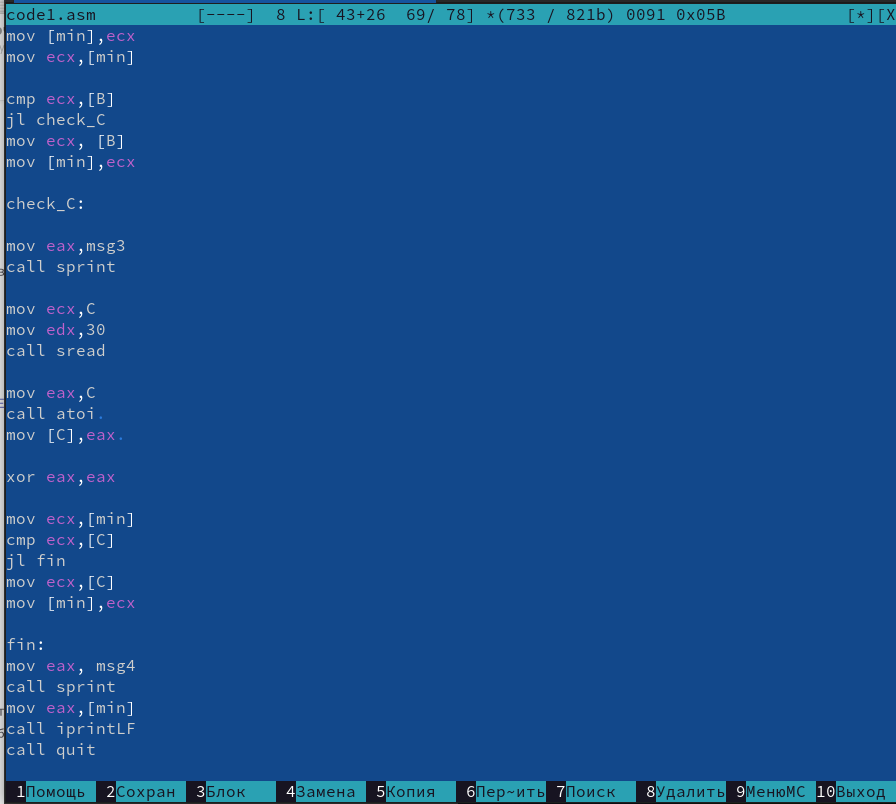 code1.asm [----] 8 L:[ 43+26 69/ 78] *(733 / 821b) 0091 0x05B [*][X
mov [min],ecx
mov ecx,[min]
cmp ecx,[B]
jl check_C
mov ecx, [B]
mov [min],ecx
check_C:
mov eax,msg3
call sprint
mov ecx,C
mov edx,30
call sread
mov eax,C
call atoi.
mov [C],eax.
xor eax,eax
mov ecx,[min]
cmp ecx,[C]
jl fin
mov ecx,[C]
mov [min],ecx
fin:
mov eax, msg4
call sprint
mov eax,[min]
call iprintLF
call quit
1Помощь 2Сохран 3Блок 4Замена 5Копия 6Пер~ить 7Поиск 8Удалить 9МенюMC 10Выход